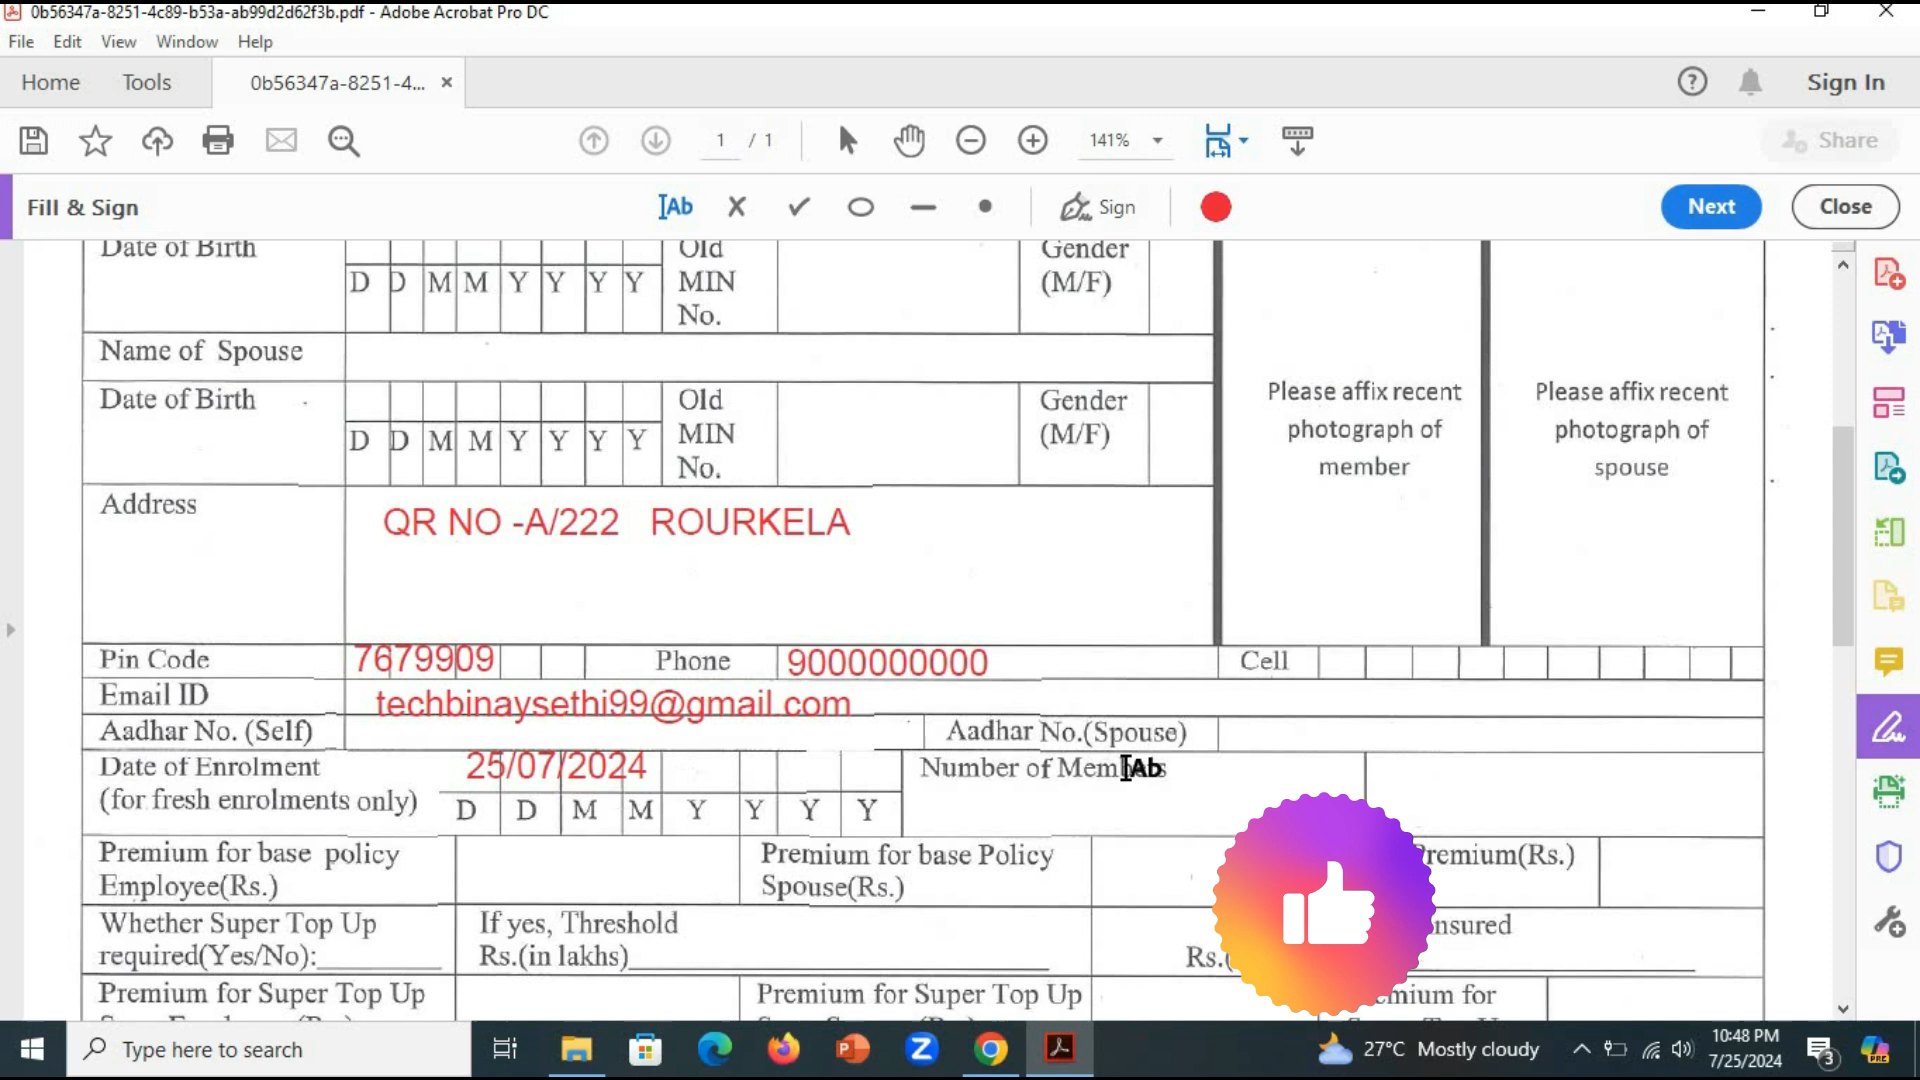 0b56347a-8251-4c89-b53a-ab99d2d62f3b.pdf - Adobe Acrobat Pro DC
File Edit View Window Help
Home Tools 0b56347a-8251-4... × Sign In
1 / 1 141% Share
Fill & Sign Ab Sign Next Close
Date of Birth Old MIN No. Gender (M/F)
D D M M Y Y Y Y
Name of Spouse
Date of Birth Old MIN No. Gender (M/F)
D D M M Y Y Y Y
Please affix recent photograph of member
Please affix recent photograph of spouse
Address QR NO -A/222 ROURKELA
Pin Code 7679909 Phone 9000000000 Cell
Email ID techbinaysethi99@gmail.com
Aadhar No. (Self) Aadhar No.(Spouse)
Date of Enrolment 25/07/2024 Number of Members Ab
(for fresh enrolments only) D D M M Y Y Y Y
Premium for base policy Premium for base Policy Premium(Rs.)
Employee(Rs.) Spouse(Rs.)
Whether Super Top Up If yes, Threshold
required(Yes/No): Rs.(in lakhs) Rs.(
Premium for Super Top Up Premium for Super Top Up for
Type here to search 27°C Mostly cloudy 10:48 PM
7/25/2024 3
PRE